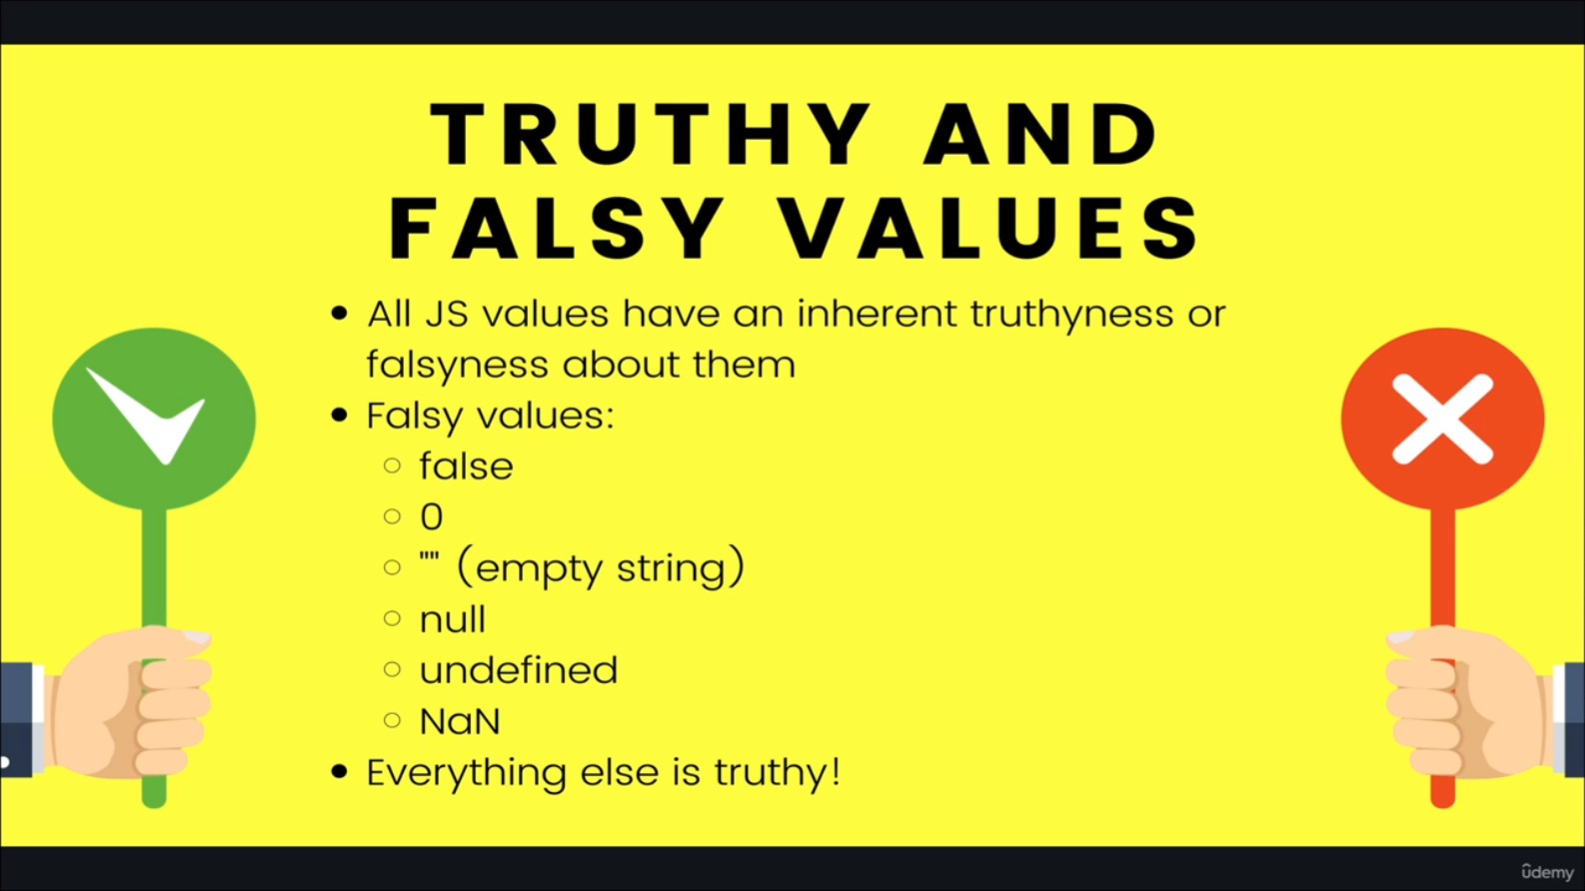 TRUTHY AND
FALSY VALUES
• All JS values have an inherent truthyness or
falsyness about them
• Falsy values:
○ false
○ 0
○ "" (empty string)
○ null
○ undefined
○ NaN
• Everything else is truthy!
ûdemy